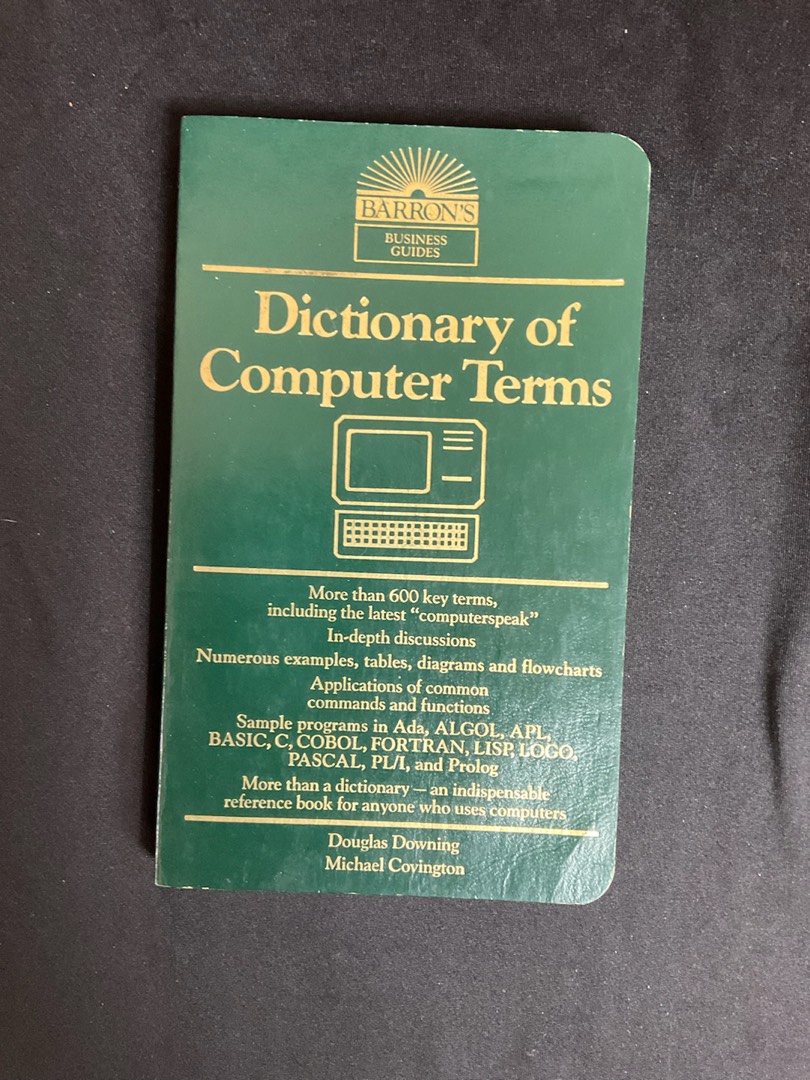 BARRON'S
BUSINESS
GUIDES
Dictionary of
Computer Terms
More than 600 key terms,
including the latest “computerspeak”
In-depth discussions
Numerous examples, tables, diagrams and flowcharts
Applications of common
commands and functions
Sample programs in Ada, ALGOL, APL,
BASIC, C, COBOL, FORTRAN, LISP, LOGO,
PASCAL, PL/I, and Prolog
More than a dictionary — an indispensable
reference book for anyone who uses computers
Douglas Downing
Michael Covington